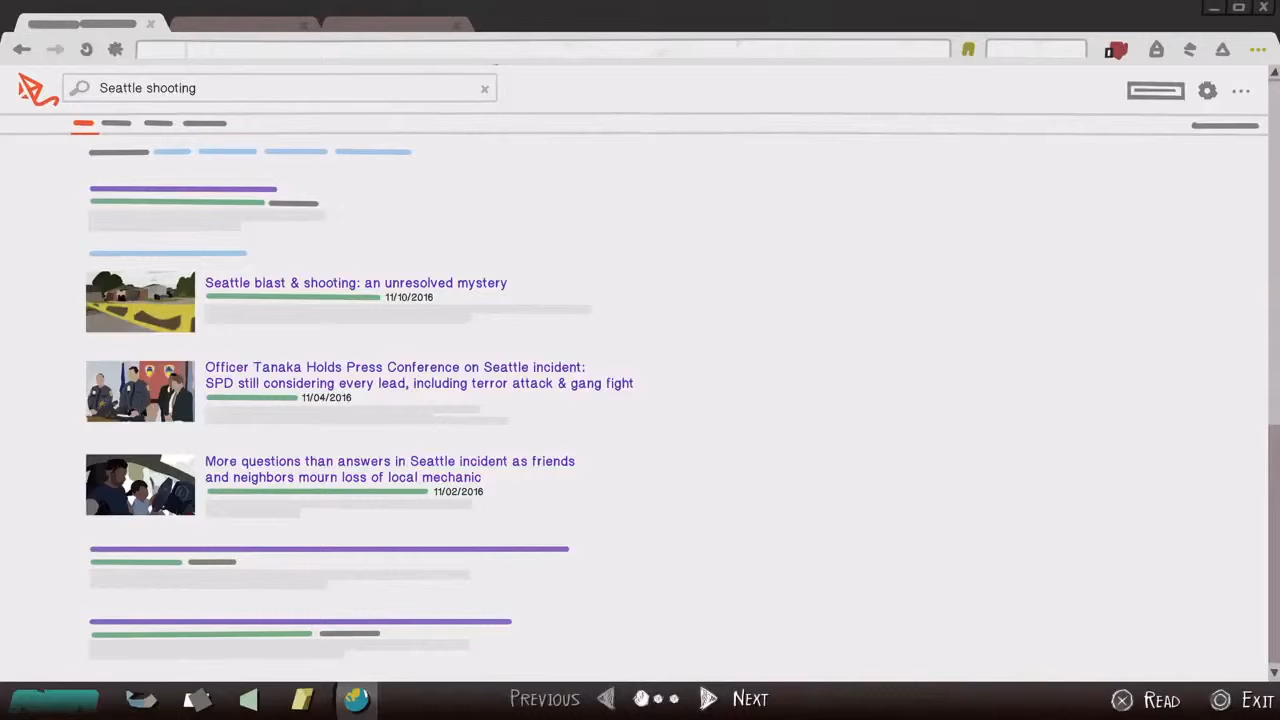 Seattle shooting
Seattle blast & shooting: an unresolved mystery
11/10/2016
Officer Tanaka Holds Press Conference on Seattle incident:
SPD still considering every lead, including terror attack & gang fight
11/04/2016
More questions than answers in Seattle incident as friends
and neighbors mourn loss of local mechanic
11/02/2016
PREVIOUS NEXT READ EXIT